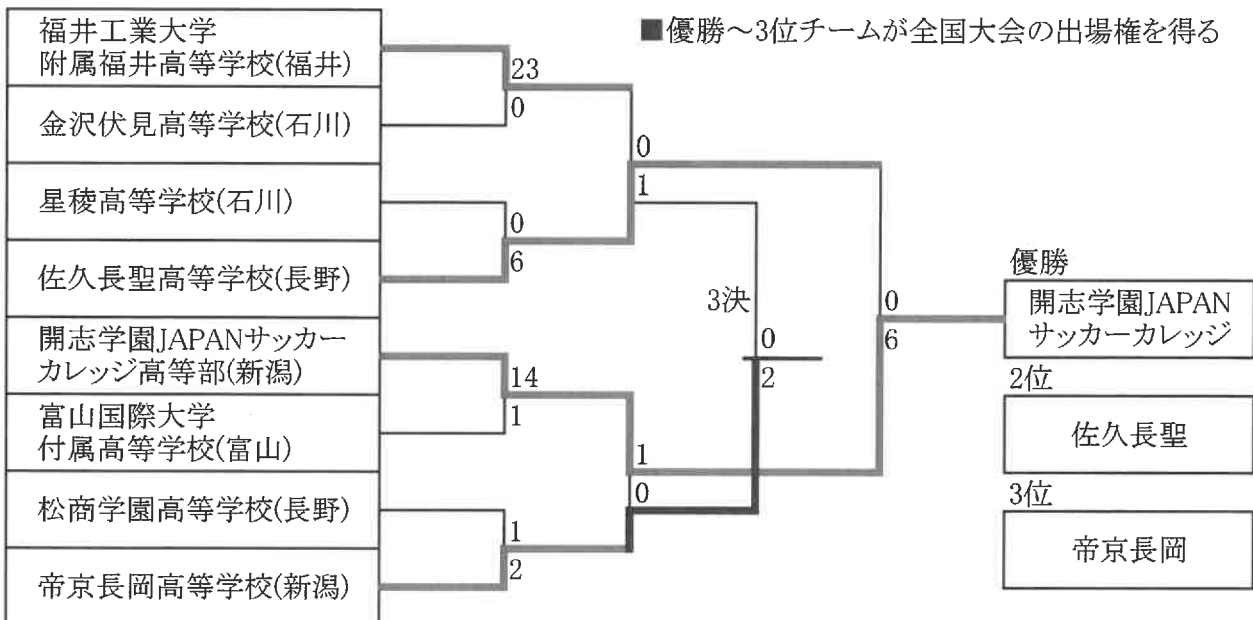 ■優勝～3位チームが全国大会の出場権を得る
福井工業大学
附属福井高等学校(福井)
金沢伏見高等学校(石川)
星稜高等学校(石川)
佐久長聖高等学校(長野)
開志学園JAPANサッカー
カレッジ高等部(新潟)
富山国際大学
付属高等学校(富山)
松商学園高等学校(長野)
帝京長岡高等学校(新潟)
23
0
0
6
14
1
1
2
0
1
1
0
3決
0
2
0
6
優勝
開志学園JAPAN
サッカーカレッジ
2位
佐久長聖
3位
帝京長岡